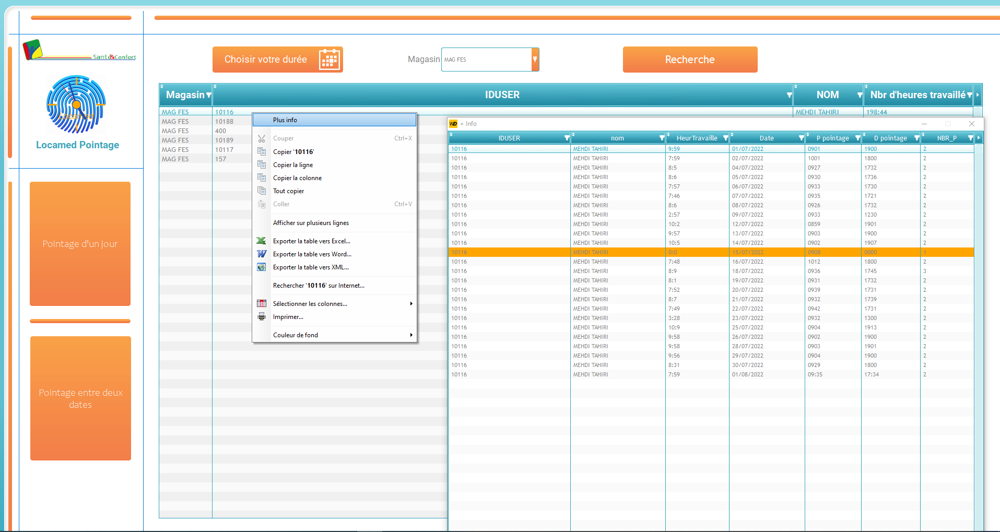 Santé&Confort
Locamed
Locamed Pointage
Pointage d'un jour
Pointage entre deux
dates
Choisir votre durée
Magasin
MAG FES
Recherche
Magasin IDUSER NOM Nbr d'heures travaillé
MAG FES 10116 MEHDI TAHIRI 198:44
MAG FES 10188
MAG FES 400
MAG FES 10189
MAG FES 10117
MAG FES 157
Plus info
Couper Ctrl+X
Copier '10116'
Copier la ligne
Copier la colonne
Tout copier
Coller Ctrl+V
Afficher sur plusieurs lignes
Exporter la table vers Excel...
Exporter la table vers Word...
Exporter la table vers XML...
Rechercher '10116' sur Internet...
Sélectionner les colonnes...
Imprimer...
Couleur de fond
WD + Info
IDUSER nom HeurTravaille Date P pointage D pointage NBR_P
10116 MEHDI TAHIRI 9:59 01/07/2022 0901 1900 2
10116 MEHDI TAHIRI 7:59 02/07/2022 1001 1800 2
10116 MEHDI TAHIRI 8:5 04/07/2022 0927 1732 2
10116 MEHDI TAHIRI 8:6 05/07/2022 0930 1736 2
10116 MEHDI TAHIRI 7:57 06/07/2022 0933 1730 2
10116 MEHDI TAHIRI 7:46 07/07/2022 0935 1721 2
10116 MEHDI TAHIRI 8:6 08/07/2022 0926 1732 2
10116 MEHDI TAHIRI 2:57 09/07/2022 0933 1230 2
10116 MEHDI TAHIRI 10:2 12/07/2022 0859 1901 2
10116 MEHDI TAHIRI 9:57 13/07/2022 0903 1900 2
10116 MEHDI TAHIRI 10:5 14/07/2022 0902 1907 2
10116 MEHDI TAHIRI 0:0 15/07/2022 0908 0000 1
10116 MEHDI TAHIRI 7:48 16/07/2022 1012 1800 2
10116 MEHDI TAHIRI 8:9 18/07/2022 0936 1745 3
10116 MEHDI TAHIRI 8:1 19/07/2022 0931 1732 2
10116 MEHDI TAHIRI 7:52 20/07/2022 0939 1731 2
10116 MEHDI TAHIRI 8:7 21/07/2022 0932 1739 2
10116 MEHDI TAHIRI 7:49 22/07/2022 0942 1731 2
10116 MEHDI TAHIRI 3:28 23/07/2022 0932 1300 2
10116 MEHDI TAHIRI 10:9 25/07/2022 0904 1913 2
10116 MEHDI TAHIRI 9:58 26/07/2022 0902 1900 2
10116 MEHDI TAHIRI 9:58 28/07/2022 0903 1901 2
10116 MEHDI TAHIRI 9:56 29/07/2022 0904 1900 2
10116 MEHDI TAHIRI 8:31 30/07/2022 0929 1800 2
10116 MEHDI TAHIRI 7:59 01/08/2022 09:35 17:34 2